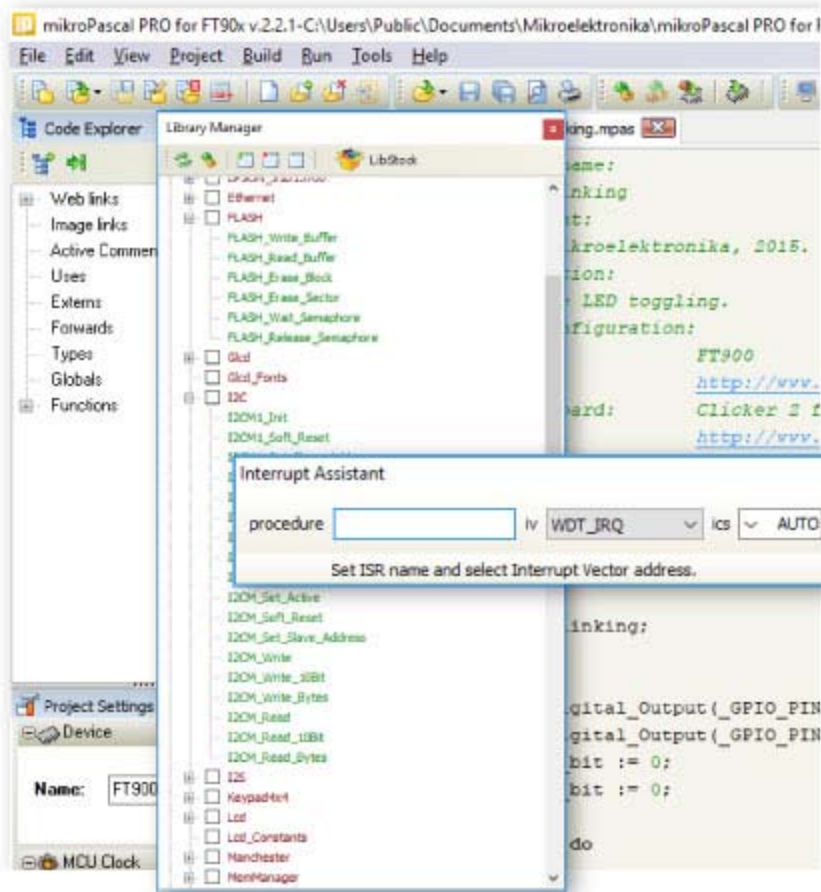 mikroPascal PRO for FT90x v.2.2.1-C:\Users\Public\Documents\Mikroelektronika\mikroPascal PRO for
File Edit View Project Build Run Tools Help
Code Explorer
Web links
Image links
Active Commen
Uses
Externs
Forwards
Types
Globals
Functions
Project Settings
Device
Name: FT900
MCU Clock
Library Manager
LibStock
Ethernet
FLASH
FLASH_Write_Buffer
FLASH_Read_Buffer
FLASH_Erase_Block
FLASH_Erase_Sector
FLASH_Wait_Semaphore
FLASH_Release_Semaphore
Glcd
Glcd_Fonts
I2C
I2CM1_Init
I2CM1_Soft_Reset
Interrupt Assistant
procedure iv WDT_IRQ ics AUTO
Set ISR name and select Interrupt Vector address.
I2CM_Set_Active
I2CM_Soft_Reset
I2CM_Set_Slave_Address
I2CM_Write
I2CM_Write_10Bit
I2CM_Write_Bytes
I2CM_Read
I2CM_Read_10Bit
I2CM_Read_Bytes
I2S
Keypad4x4
Lcd
Lcd_Constants
Manchester
MemManager
king.mpas
ame:
nking
t:
kroelektronika, 2015.
ion:
LED toggling.
figuration:
FT900
http://www.
ard: Clicker 2 f
http://www.
inking;
gital_Output(_GPIO_PIN
gital_Output(_GPIO_PIN
bit := 0;
bit := 0;
do